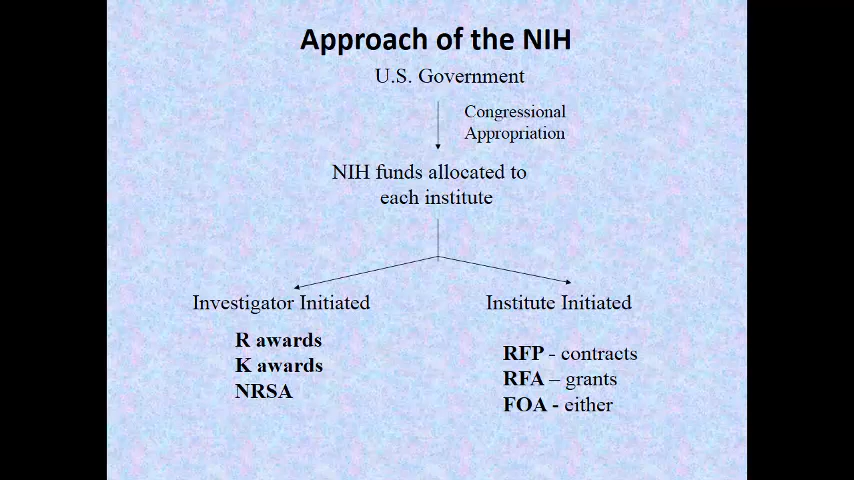 Approach of the NIH
U.S. Government
Congressional
Appropriation
NIH funds allocated to
each institute
Investigator Initiated
R awards
K awards
NRSA
Institute Initiated
RFP - contracts
RFA – grants
FOA - either